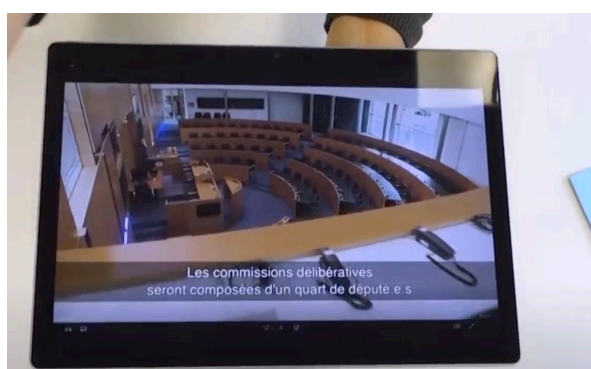 Les commissions délibératives
seront composées d'un quart de député e.s